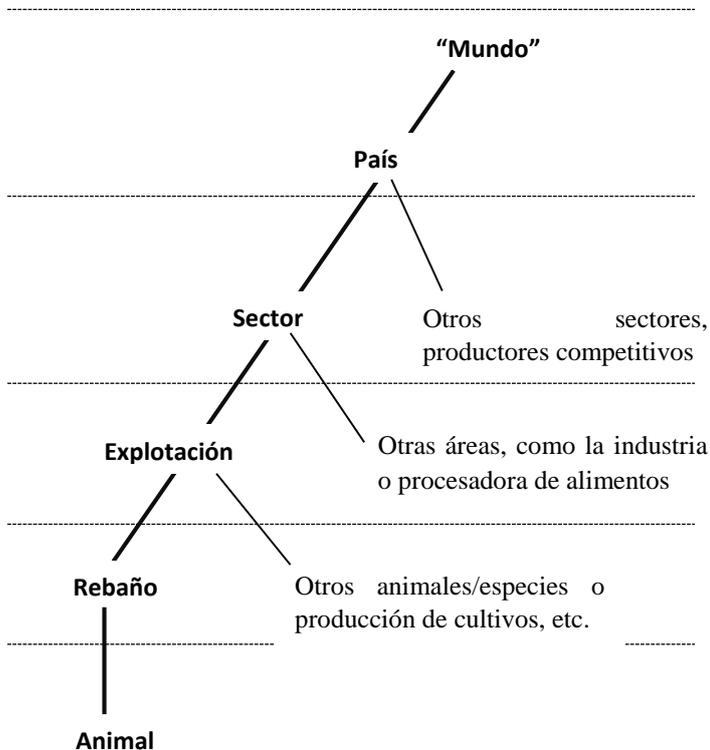 “Mundo”
País
Sector
Otros sectores,
productores competitivos
Explotación
Otras áreas, como la industria
o procesadora de alimentos
Rebaño
Otros animales/especies o
producción de cultivos, etc.
Animal